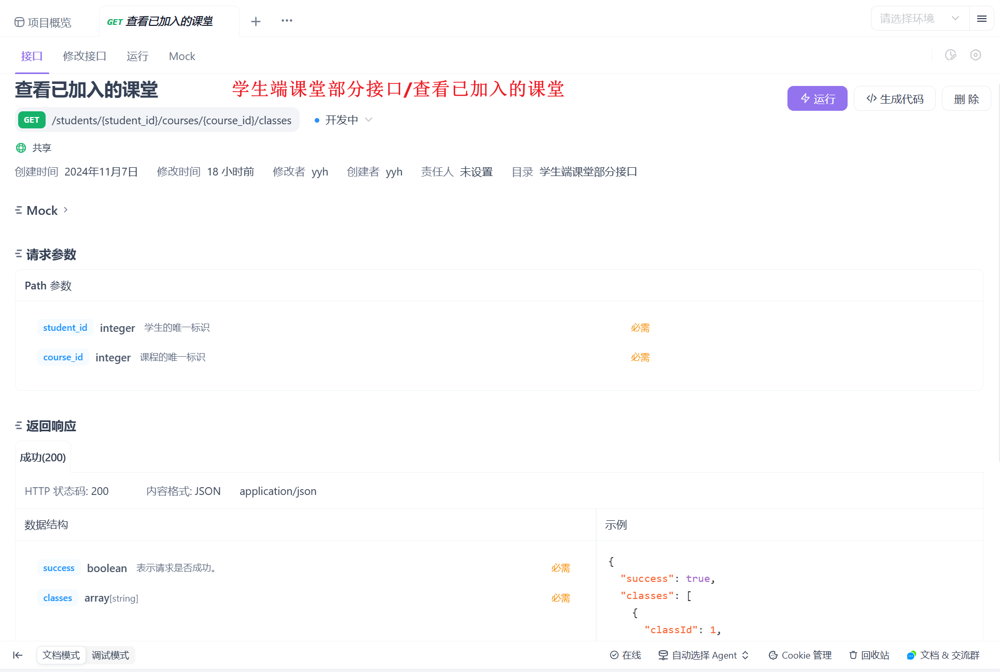 项目概览
GET 查看已加入的课堂
请选择环境
接口 修改接口 运行 Mock
查看已加入的课堂
学生端课堂部分接口/查看已加入的课堂
运行 生成代码 删 除
GET /students/{student_id}/courses/{course_id}/classes 开发中
共享
创建时间 2024年11月7日 修改时间 18 小时前 修改者 yyh 创建者 yyh 责任人 未设置 目录 学生端课堂部分接口
Mock
请求参数
Path 参数
student_id integer 学生的唯一标识 必需
course_id integer 课程的唯一标识 必需
返回响应
成功(200)
HTTP 状态码: 200 内容格式: JSON application/json
数据结构
success boolean 表示请求是否成功。 必需
classes array[string] 必需
示例
{
"success": true,
"classes": [
{
"classId": 1,
文档模式 调试模式 在线 自动选择 Agent Cookie 管理 回收站 文档 & 交流群